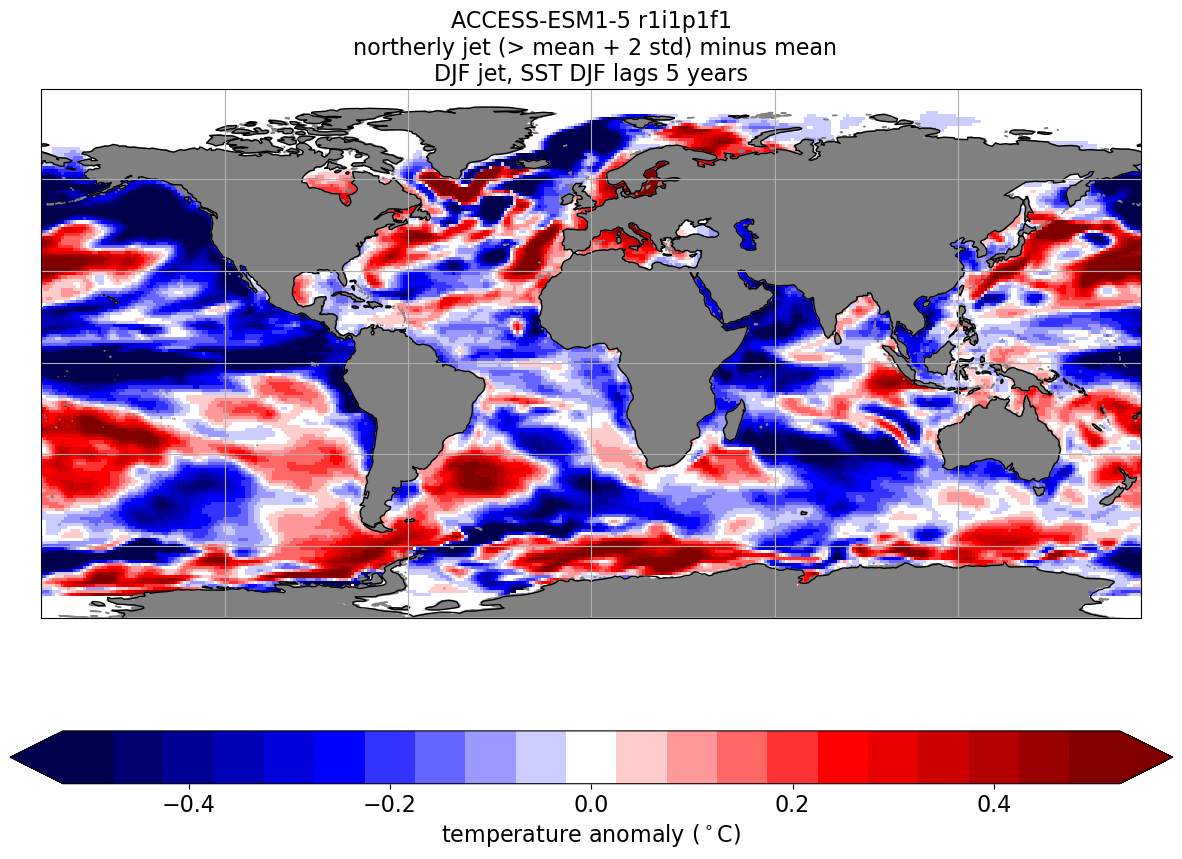 ACCESS-ESM1-5 r1i1p1f1
northerly jet (> mean + 2 std) minus mean
DJF jet, SST DJF lags 5 years
−0.4 −0.2 0.0 0.2 0.4
temperature anomaly (°C)